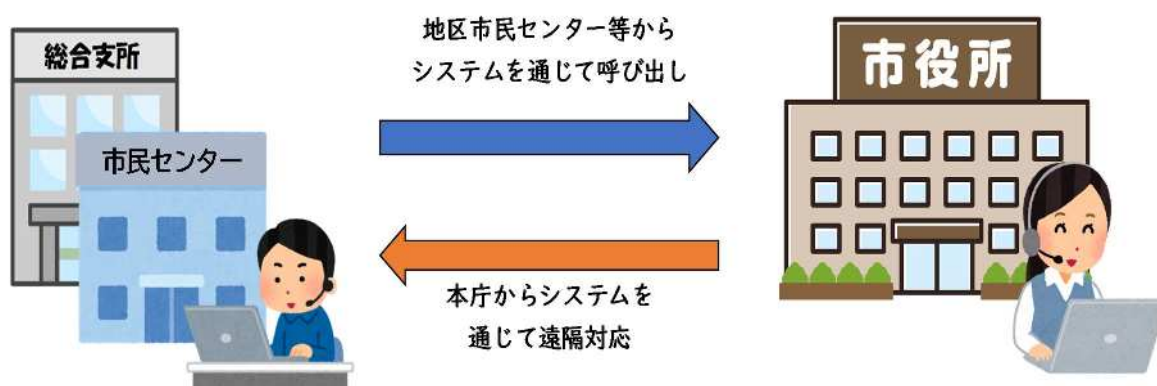 総合支所
市民センター
地区市民センター等から
システムを通じて呼び出し
市役所
本庁からシステムを
通じて遠隔対応